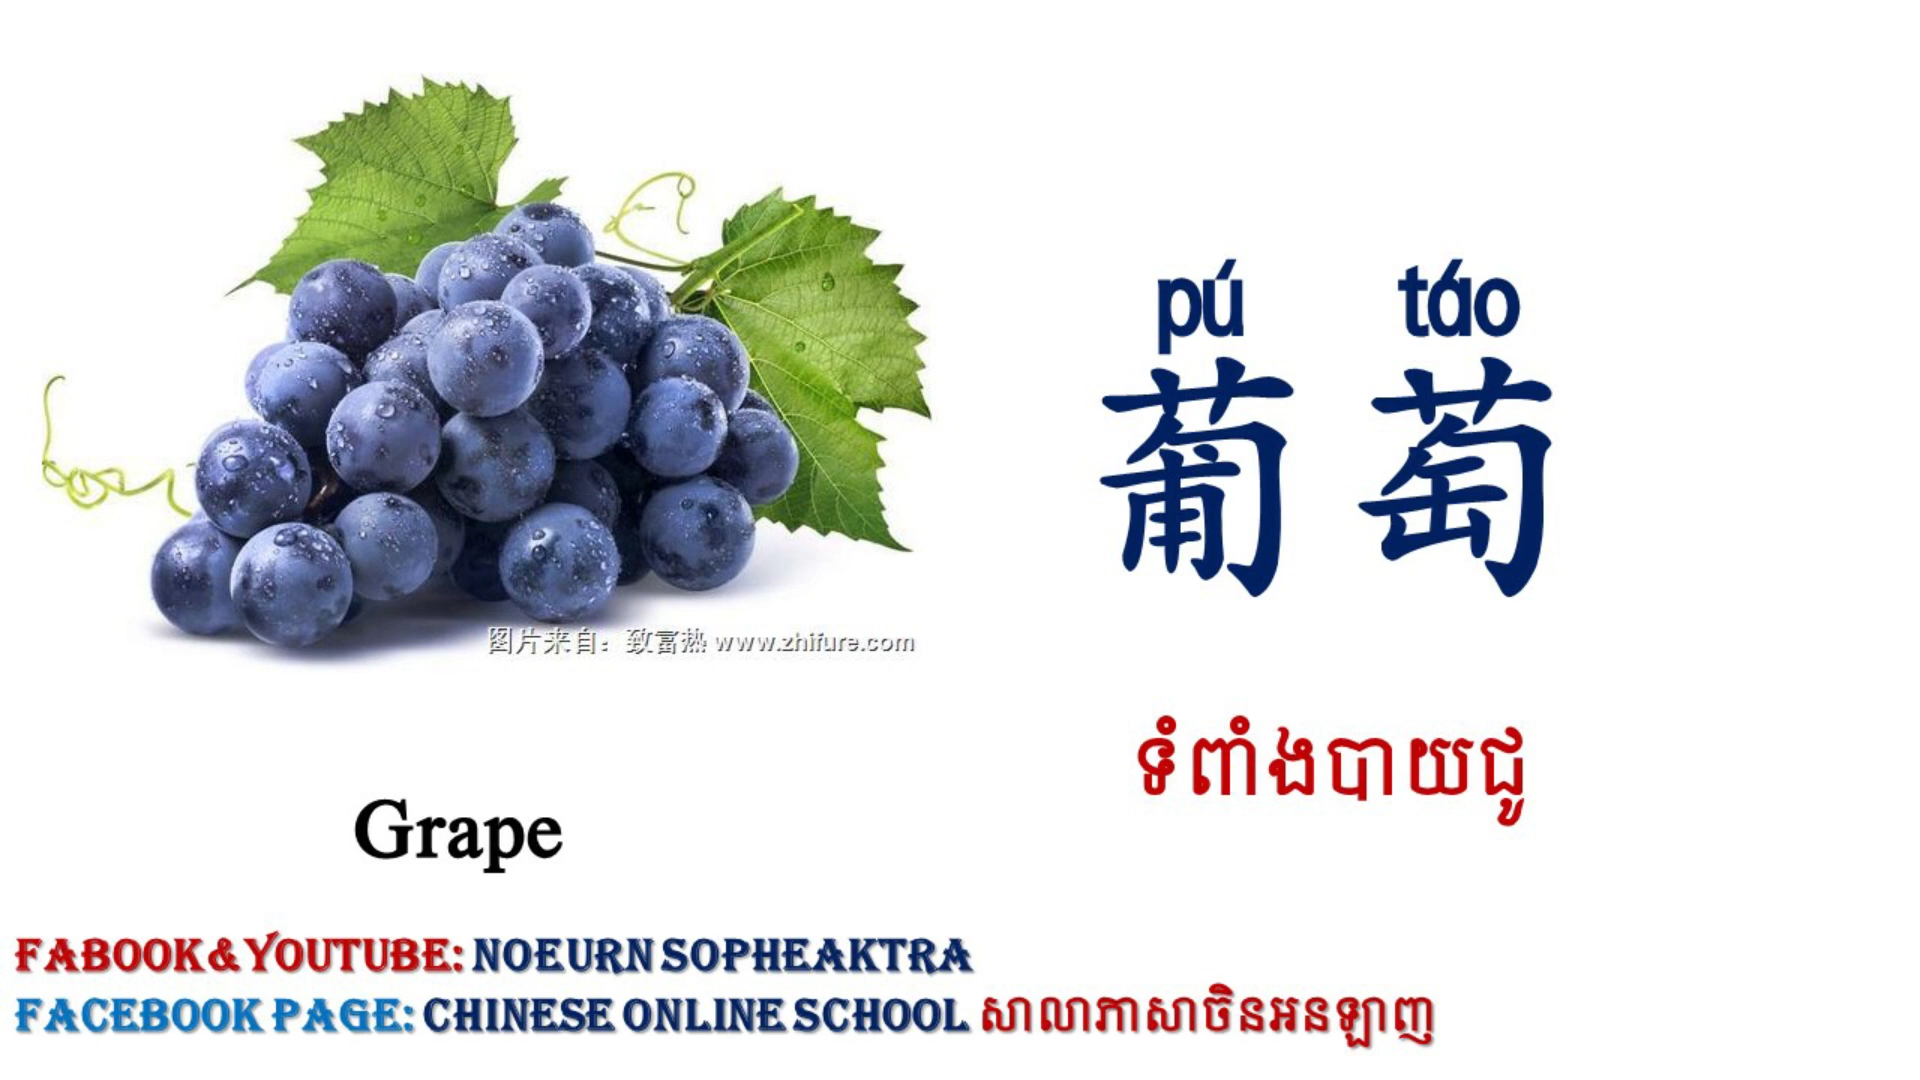 pú táo
葡萄
图片来自：致富热 www.zhifure.com
ទំពាំងបាយជូ
Grape
FABOOK&YOUTUBE: NOEURN SOPHEAKTRA
FACEBOOK PAGE: CHINESE ONLINE SCHOOL សាលាភាសាចិនអនឡាញ